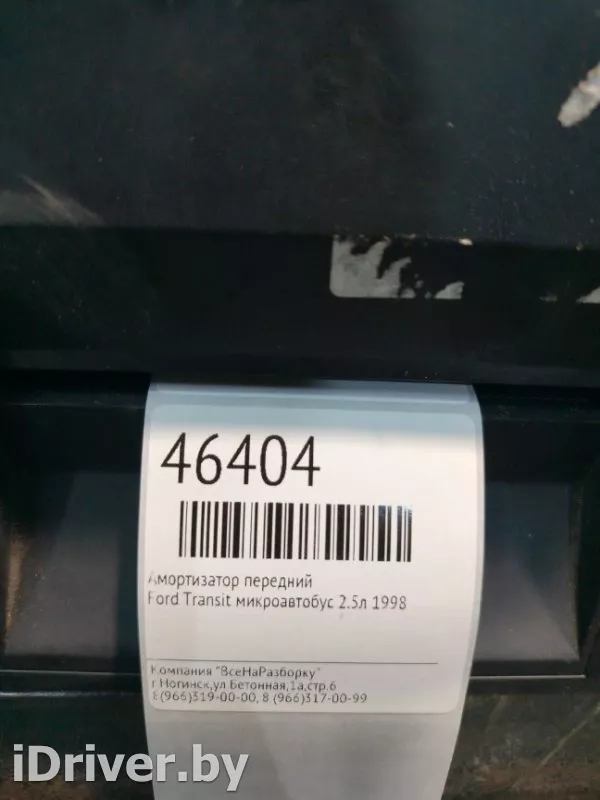 46404
Амортизатор передний
Ford Transit микроавтобус 2.5л 1998
Компания "ВсеНаРазборку"
г Ногинск,ул Бетонная,1а,стр.6
8(966)319-00-00, 8 (966)317-00-99
iDriver.by